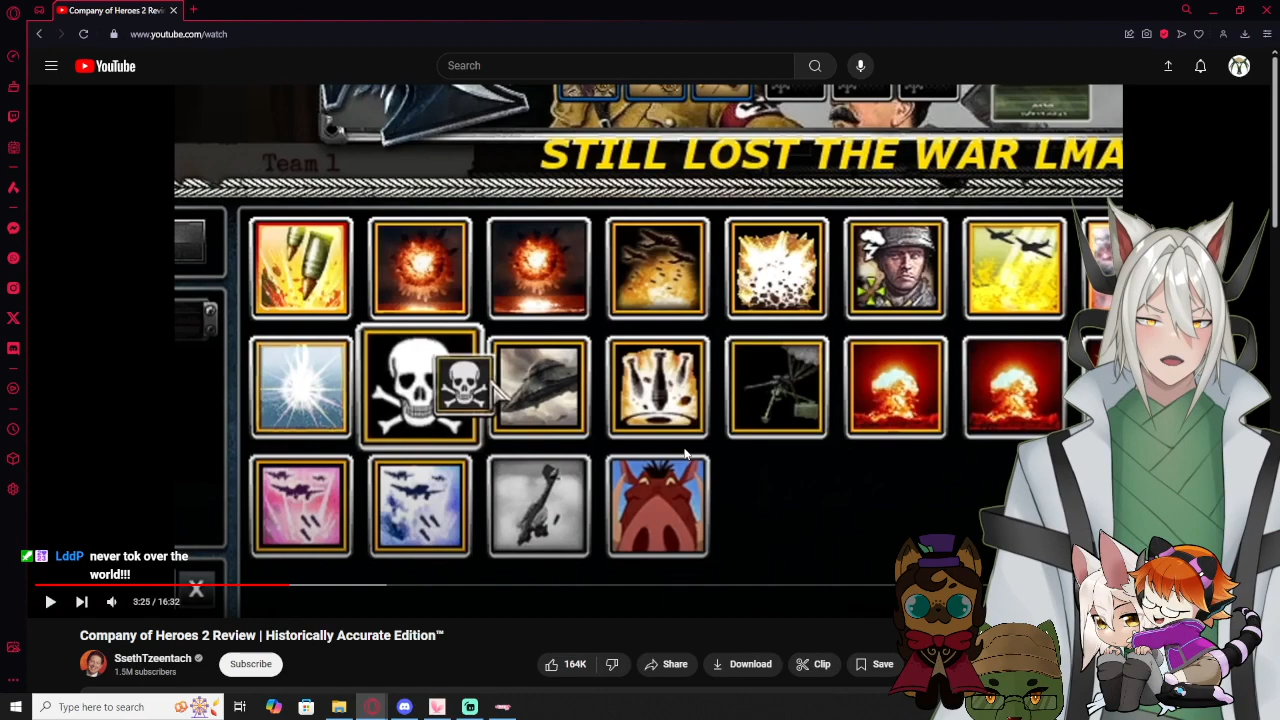 Company of Heroes 2 Revi
www.youtube.com/watch
YouTube
Search
Team 1
STILL LOST THE WAR LMA
LddP never tok over the
world!!!
X
3:25 / 16:32
Company of Heroes 2 Review | Historically Accurate Edition™
SsethTzeentach
1.5M subscribers
Subscribe
164K
Share
Download
Clip
Save
Type here to search